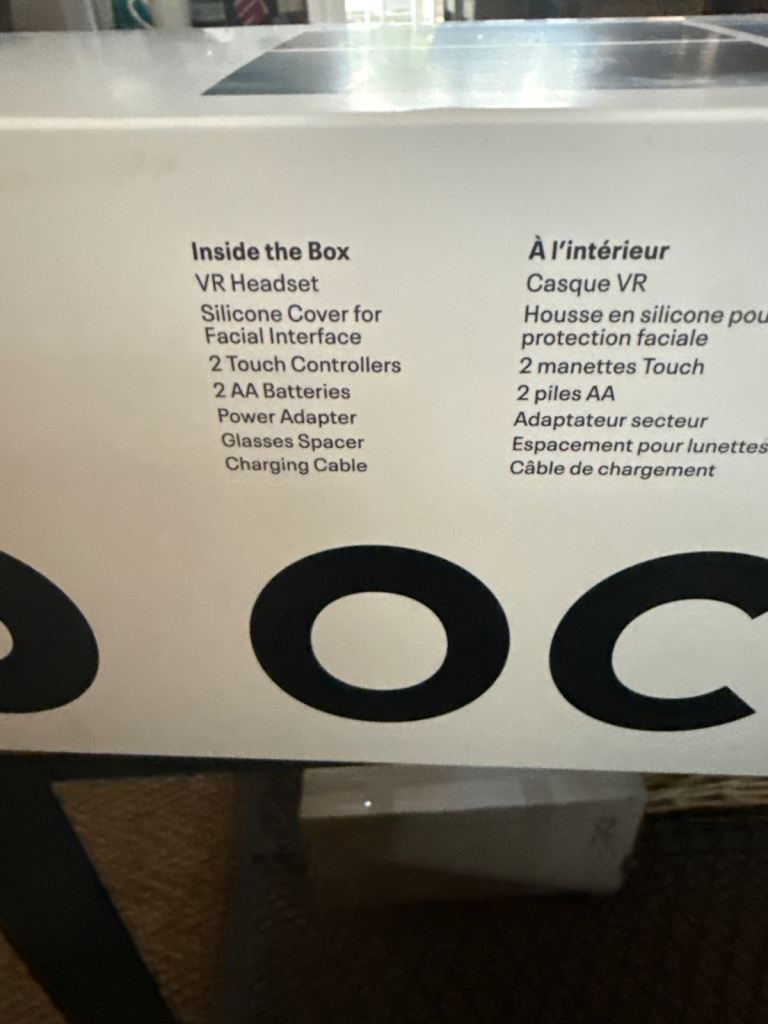 Inside the Box
VR Headset
Silicone Cover for
Facial Interface
2 Touch Controllers
2 AA Batteries
Power Adapter
Glasses Spacer
Charging Cable
À l'intérieur
Casque VR
Housse en silicone pou
protection faciale
2 manettes Touch
2 piles AA
Adaptateur secteur
Espacement pour lunettes
Câble de chargement
OC